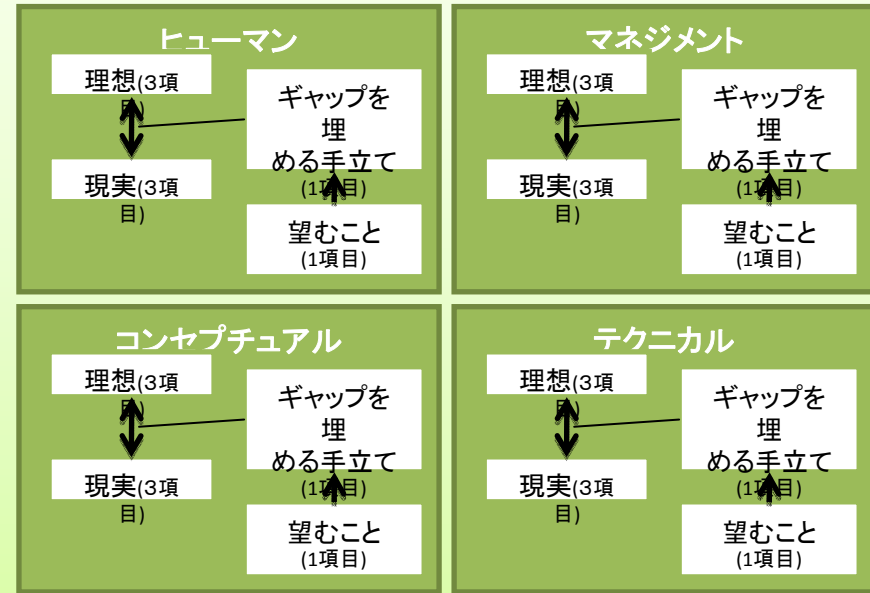 ヒューマン
理想(3項
目)
現実(3項
目)
ギャップを
埋
める手立て
(1項目)
望むこと
(1項目)
マネジメント
理想(3項
目)
現実(3項
目)
ギャップを
埋
める手立て
(1項目)
望むこと
(1項目)
コンセプチュアル
理想(3項
目)
現実(3項
目)
ギャップを
埋
める手立て
(1項目)
望むこと
(1項目)
テクニカル
理想(3項
目)
現実(3項
目)
ギャップを
埋
める手立て
(1項目)
望むこと
(1項目)